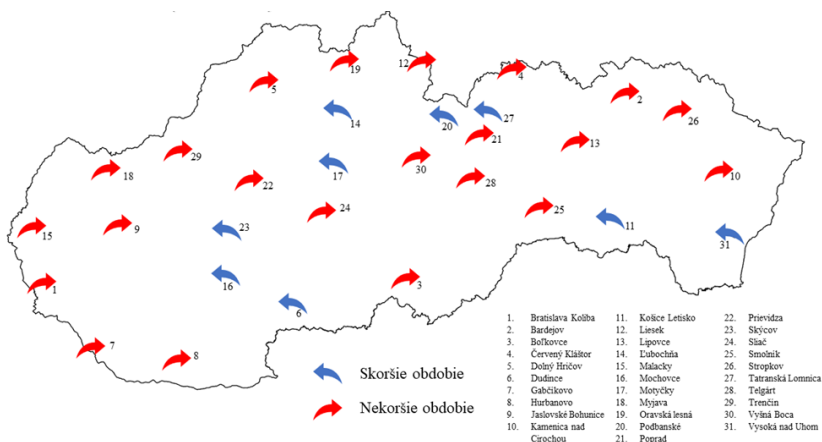 19
12
4
5
2
14
20
27
26
21
13
29
30
18
17
10
22
28
24
25
9
15
23
11
31
16
3
1
6
7
8
Skoršie obdobie
Nekoršie obdobie
1. Bratislava Koliba
2. Bardejov
3. Boľkovce
4. Červený Kláštor
5. Dolný Hričov
6. Dudince
7. Gabčíkovo
8. Hurbanovo
9. Jaslovské Bohunice
10. Kamenica nad
Cirochou
11. Košice Letisko
12. Liesek
13. Lipovce
14. Ľubochňa
15. Malacky
16. Mochovce
17. Motyčky
18. Myjava
19. Oravská lesná
20. Podbanské
21. Poprad
22. Prievidza
23. Skýcov
24. Sliač
25. Smolník
26. Stropkov
27. Tatranská Lomnica
28. Telgárt
29. Trenčín
30. Vyšná Boca
31. Vysoká nad Uhom